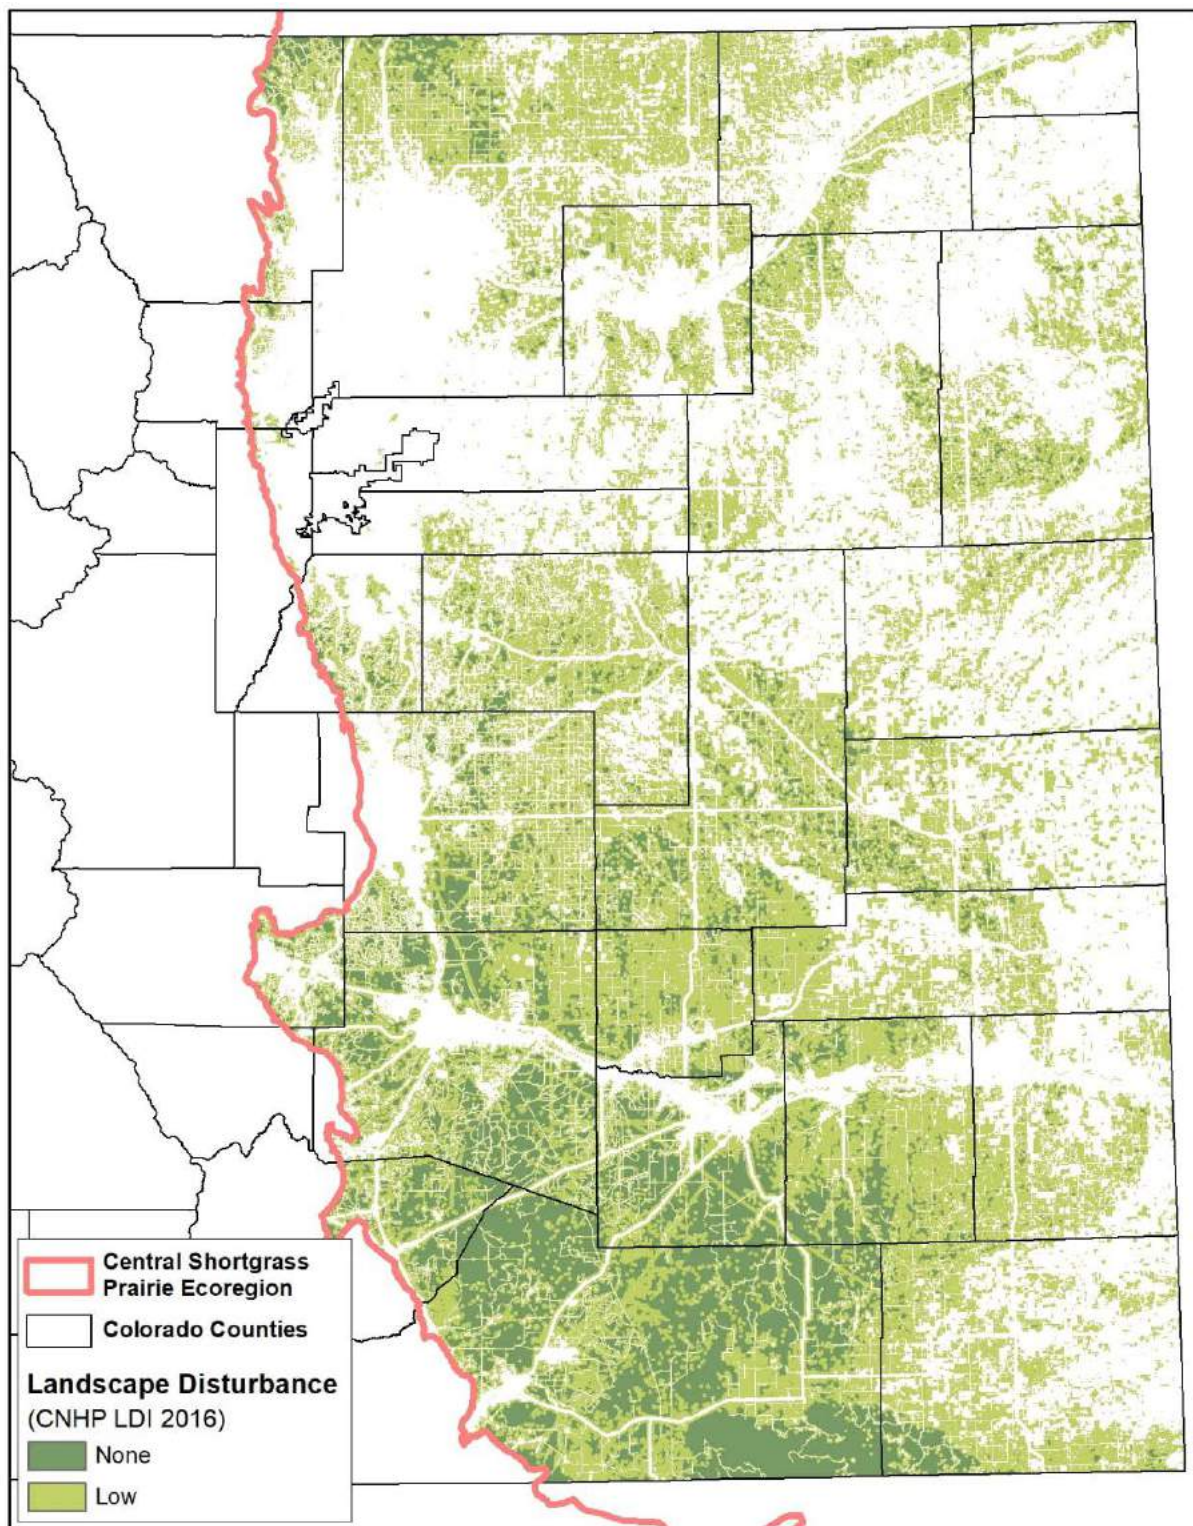 Central Shortgrass
Prairie Ecoregion
Colorado Counties
Landscape Disturbance
(CNHP LDI 2016)
None
Low